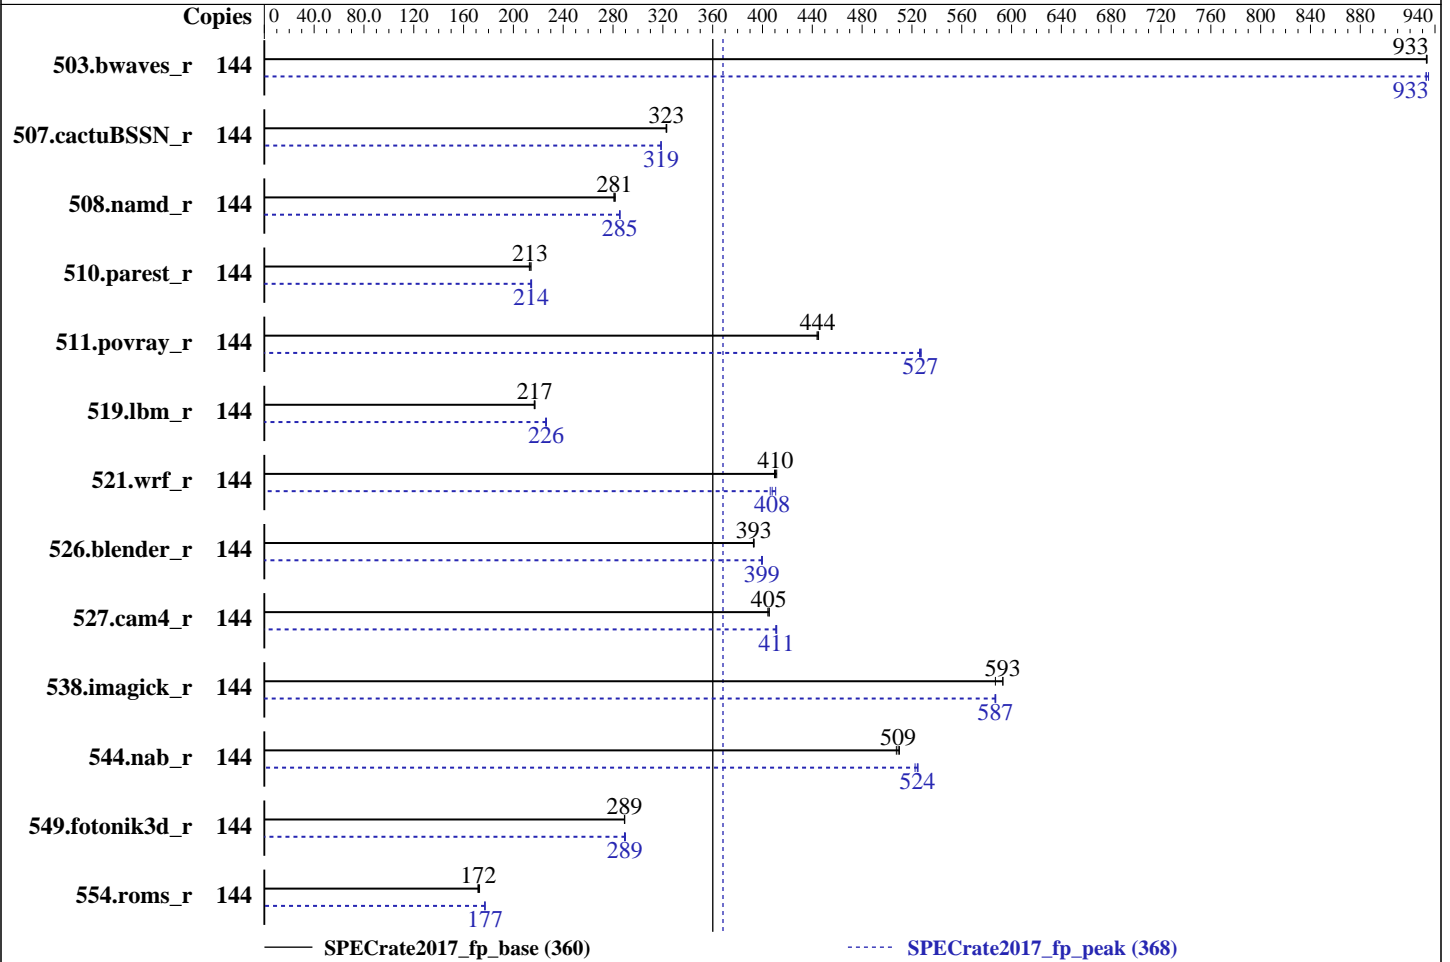 Copies 0 40.0 80.0 120 160 200 240 280 320 360 400 440 480 520 560 600 640 680 720 760 800 840 880 940
933
503.bwaves_r 144
933
323
507.cactuBSSN_r 144
319
281
508.namd_r 144
285
213
510.parest_r 144
214
444
511.povray_r 144
527
217
519.lbm_r 144
226
410
521.wrf_r 144
408
393
526.blender_r 144
399
405
527.cam4_r 144
411
593
538.imagick_r 144
587
509
544.nab_r 144
524
289
549.fotonik3d_r 144
289
172
554.roms_r 144
177
SPECrate2017_fp_base (360) SPECrate2017_fp_peak (368)